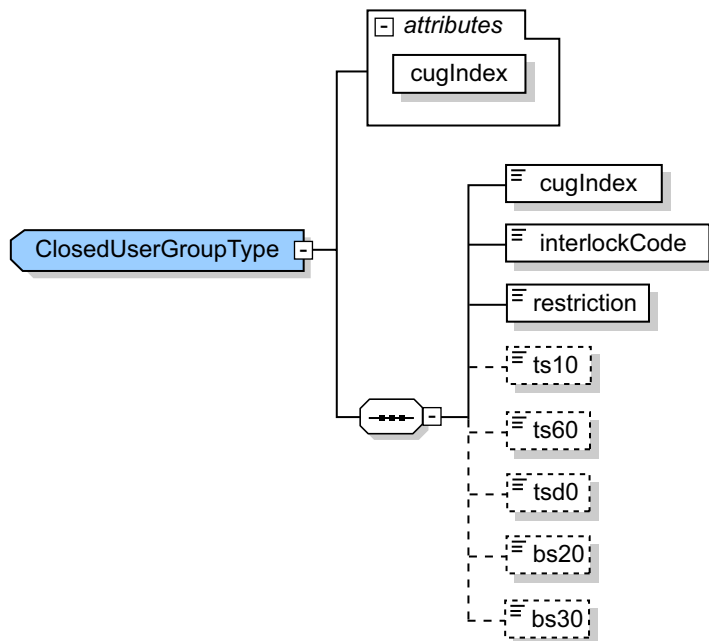 attributes
cugIndex
ClosedUserGroupType
cugIndex
interlockCode
restriction
ts10
ts60
tsd0
bs20
bs30